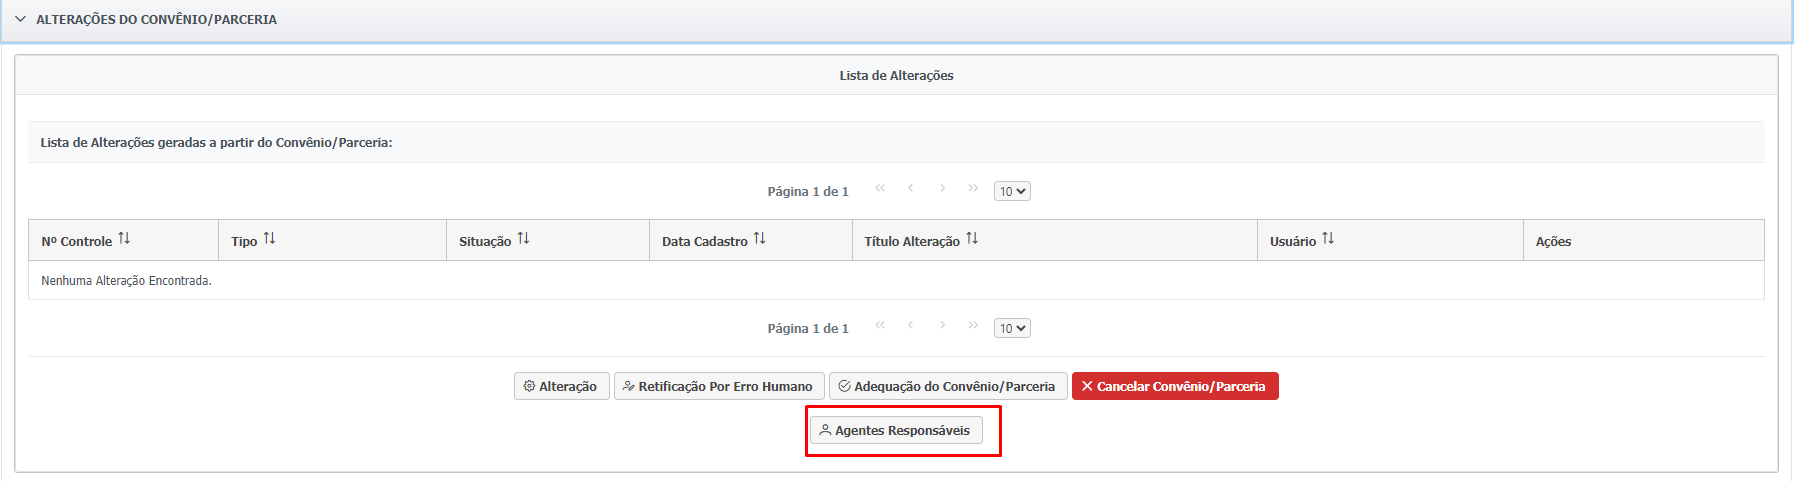 ALTERAÇÕES DO CONVÊNIO/PARCERIA
Lista de Alterações
Lista de Alterações geradas a partir do Convênio/Parceria:
Página 1 de 1 10
Nº Controle Tipo Situação Data Cadastro Título Alteração Usuário Ações
Nenhuma Alteração Encontrada.
Página 1 de 1 10
Alteração Retificação Por Erro Humano Adequação do Convênio/Parceria Cancelar Convênio/Parceria
Agentes Responsáveis